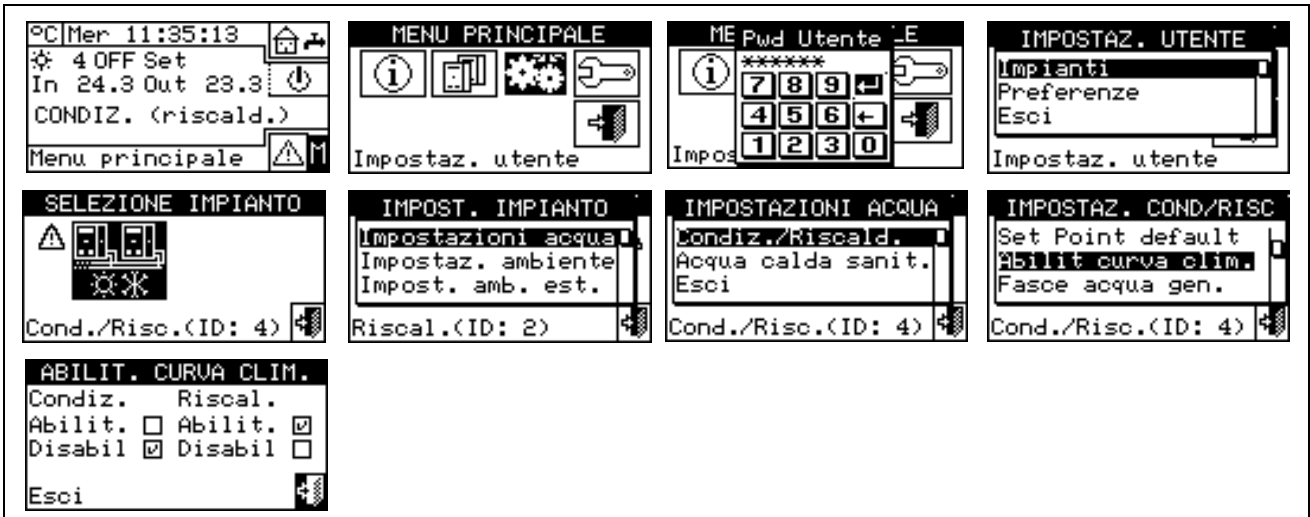 °C Mer 11:35:13
4 OFF Set
In 24.3 Out 23.3
CONDIZ. (riscald.)
Menu principale M
MENU PRINCIPALE
Impostaz. utente
ME LE
Pwd Utente
******
7 8 9
4 5 6
1 2 3 0
Impos
IMPOSTAZ. UTENTE
Impianti
Preferenze
Esci
Impostaz. utente
SELEZIONE IMPIANTO
Cond./Risc.(ID: 4)
IMPOST. IMPIANTO
Impostazioni acqua
Impostaz. ambiente
Impost. amb. est.
Riscal.(ID: 2)
IMPOSTAZIONI ACQUA
Condiz./Riscald.
Acqua calda sanit.
Esci
Cond./Risc.(ID: 4)
IMPOSTAZ. COND/RISC
Set Point default
Abilit curva clim.
Fasce acqua gen.
Cond./Risc.(ID: 4)
ABILIT. CURVA CLIM.
Condiz. Riscal.
Abilit. Abilit.
Disabil Disabil
Esci